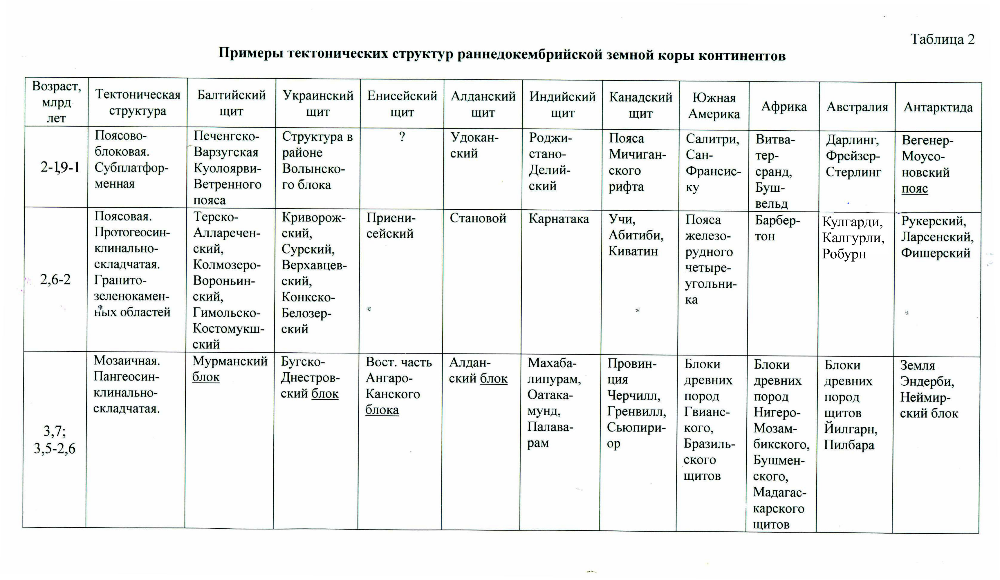 Таблица 2
Примеры тектонических структур раннедокембрийской земной коры континентов
Возраст,
млрд
лет
Тектоническая
структура
Балтийский
щит
Украинский
щит
Енисейский
щит
Алданский
щит
Индийский
щит
Канадский
щит
Южная
Америка
Африка
Австралия
Антарктида
2-1,9-1
Поясово-
блоковая.
Субплатфор-
менная
Печенгско-
Варзугская
Куолоярви-
Ветренного
пояса
Структура в
районе
Волынско-
го блока
?
Удокан-
ский
Роджи-
стано-
Делий-
ский
Пояса
Мичиган-
ского
рифта
Салитри,
Сан-
Франсис-
ку
Витва-
тер-
сранд,
Буш-
вельд
Дарлинг,
Фрейзер-
Стерлинг
Вегенер-
Моусо-
новский
пояс
2,6-2
Поясовая.
Протогеосин-
клинально-
складчатая.
Гранито-
зеленокамен-
ных областей
Терско-
Алларечен-
ский,
Колмозеро-
Вороньин-
ский,
Гимольско-
Костомукш-
ский
Криворож-
ский,
Сурский,
Верхавцев-
ский,
Конкско-
Белозер-
ский
Приени-
сейский
Становой
Карнатака
Учи,
Абитиби,
Киватин
Пояса
железо-
рудного
четыре-
угольни-
ка
Барбер-
тон
Кулгарди,
Калгурли,
Робурн
Рукерский,
Ларсенский,
Фишерский
3,7;
3,5-2,6
Мозаичная.
Пангеосин-
клинально-
складчатая.
Мурманский
блок
Бугско-
Днестров-
ский блок
Вост. часть
Ангаро-
Канского
блока
Алдан-
ский блок
Махаба-
липурам,
Оатака-
мунд,
Палава-
рам
Провин-
ция
Черчилл,
Гренвилл,
Сьюпири-
ор
Блоки
древних
пород
Гвианс-
кого,
Бразиль-
ского
щитов
Блоки
древних
пород
Нигеро-
Мозам-
бикского,
Бушмен-
ского,
Мадагас-
карского
щитов
Блоки
древних
пород
щитов
Йилгарн,
Пилбара
Земля
Эндерби,
Неймир-
ский блок